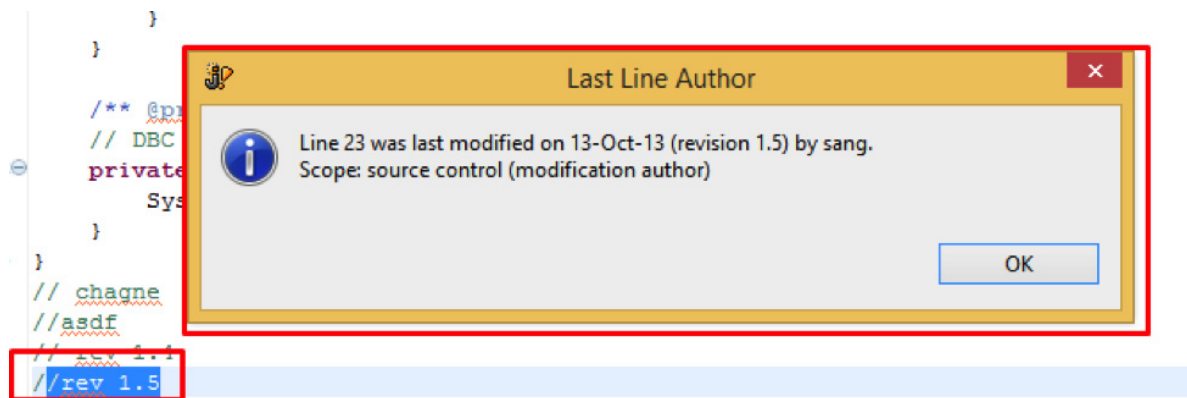 }
}
Last Line Author
/** @pr
// DBC
private
Sys
}
}
Line 23 was last modified on 13-Oct-13 (revision 1.5) by sang.
Scope: source control (modification author)
OK
// chagne
//asdf
// rev 1.4
//rev 1.5